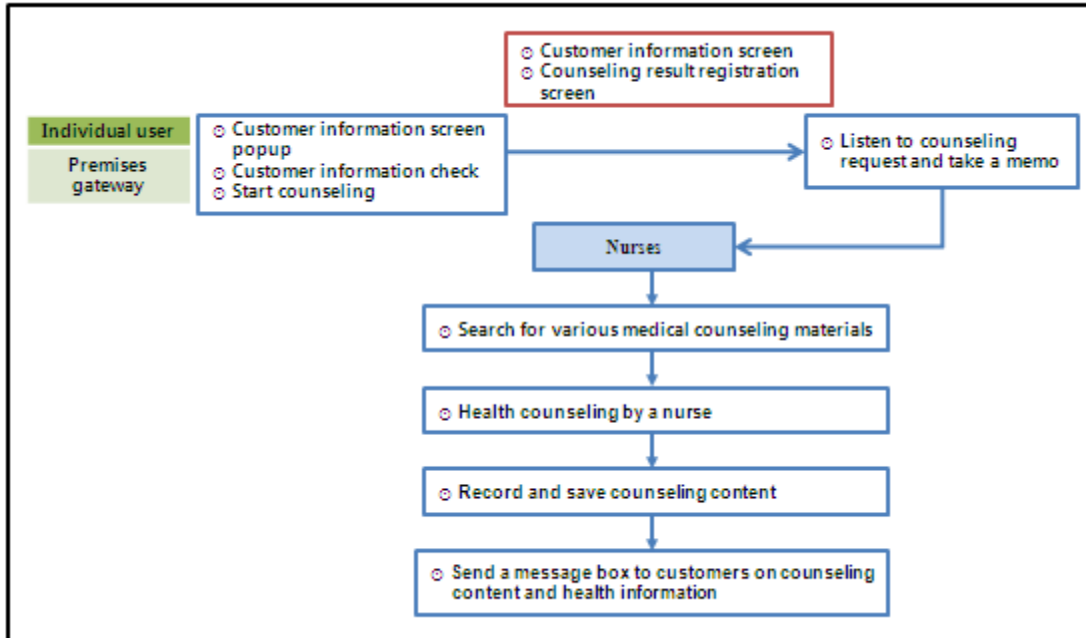 Customer information screen
Counseling result registration
screen
Individual user
Premises
gateway
Customer information screen
popup
Customer information check
Start counseling
Listen to counseling
request and take a memo
Nurses
Search for various medical counseling materials
Health counseling by a nurse
Record and save counseling content
Send a message box to customers on counseling
content and health information